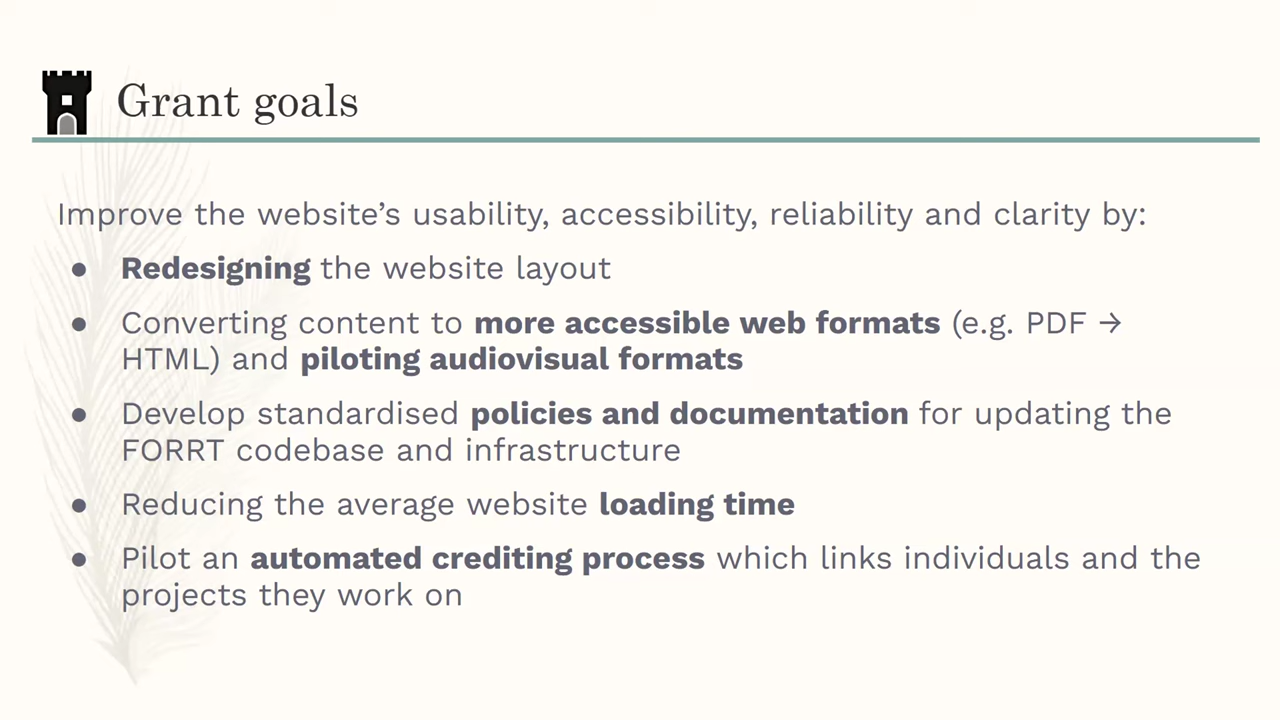 Grant goals
Improve the website’s usability, accessibility, reliability and clarity by:
● Redesigning the website layout
● Converting content to more accessible web formats (e.g. PDF →
HTML) and piloting audiovisual formats
● Develop standardised policies and documentation for updating the
FORRT codebase and infrastructure
● Reducing the average website loading time
● Pilot an automated crediting process which links individuals and the
projects they work on